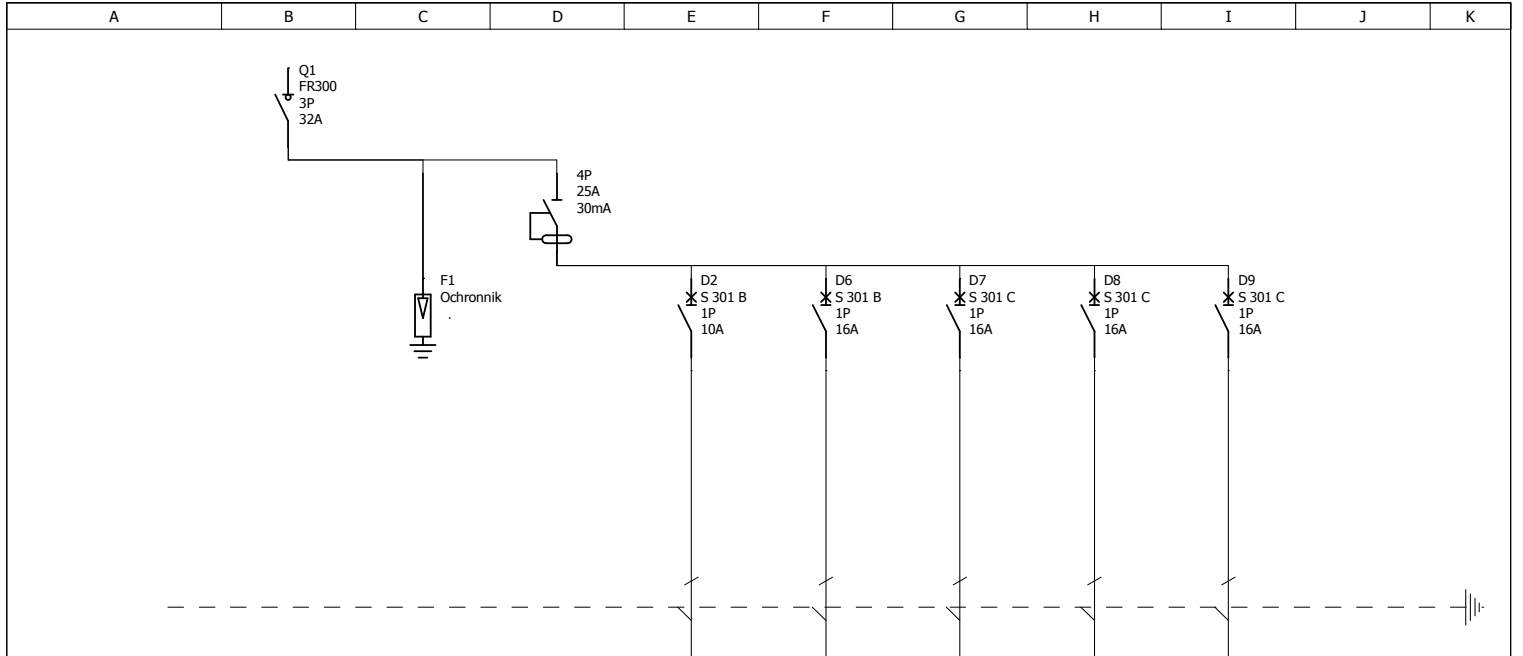 A B C D E F G H I J K
Q1
FR300
3P
32A
4P
25A
30mA
F1
Ochronnik
.
D2
S 301 B
1P
10A
D6
S 301 B
1P
16A
D7
S 301 C
1P
16A
D8
S 301 C
1P
16A
D9
S 301 C
1P
16A